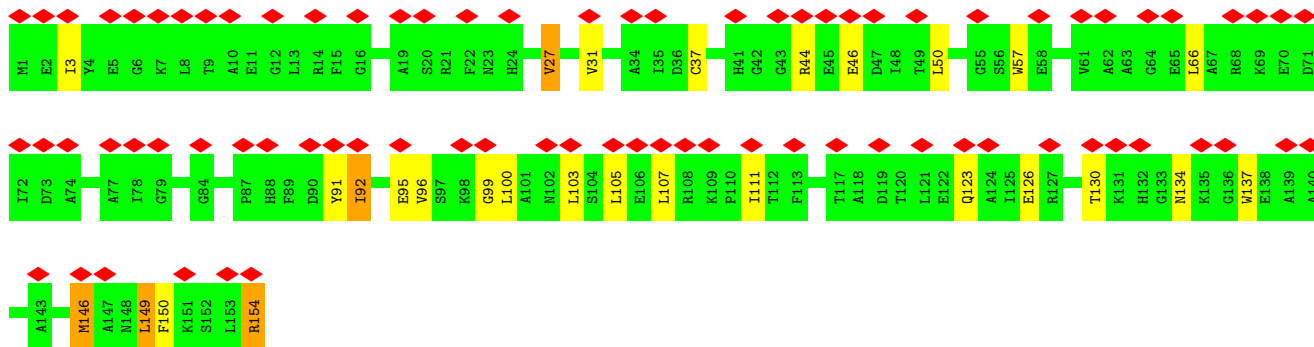 M1 E2 I3 Y4 E5 G6 K7 L8 T9 A10 E11 G12 L13 R14 F15 G16 A19 S20 R21 F22 N23 H24 V27 V31 A34 I35 D36 C37 H41 G42 G43 R44 E45 E46 D47 I48 T49 L50 G55 S56 W57 E58 V61 A62 A63 G64 E65 L66 A67 R68 K69 E70 D71
I72 D73 A74 A77 I78 G79 G84 P87 H88 F89 D90 Y91 I92 E95 V96 S97 K98 G99 L100 A101 N102 L103 S104 L105 E106 L107 R108 K109 P110 I111 T112 F113 T117 A118 D119 T120 L121 E122 Q123 A124 I125 E126 R127 T130 K131 H132 G133 N134 K135 G136 W137 E138 A139 A140
A143 M146 A147 N148 L149 F150 K151 S152 L153 R154